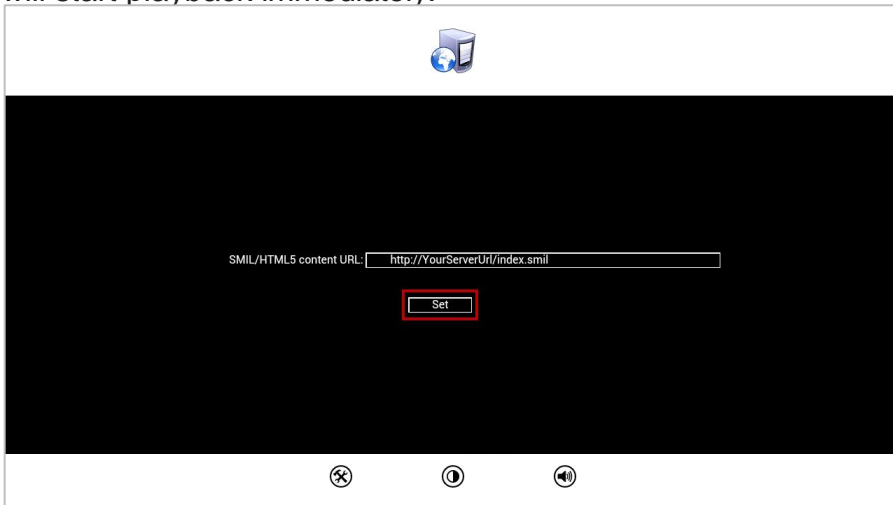 will start playback immediately.
SMIL/HTML5 content URL: http://YourServerUrl/index.smil
Set